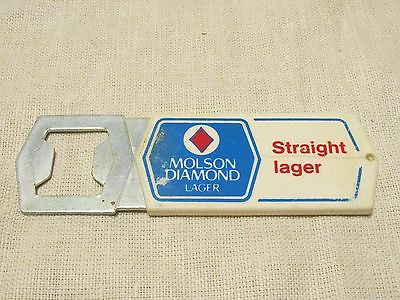 MOLSON
DIAMOND
LAGER
Straight
lager